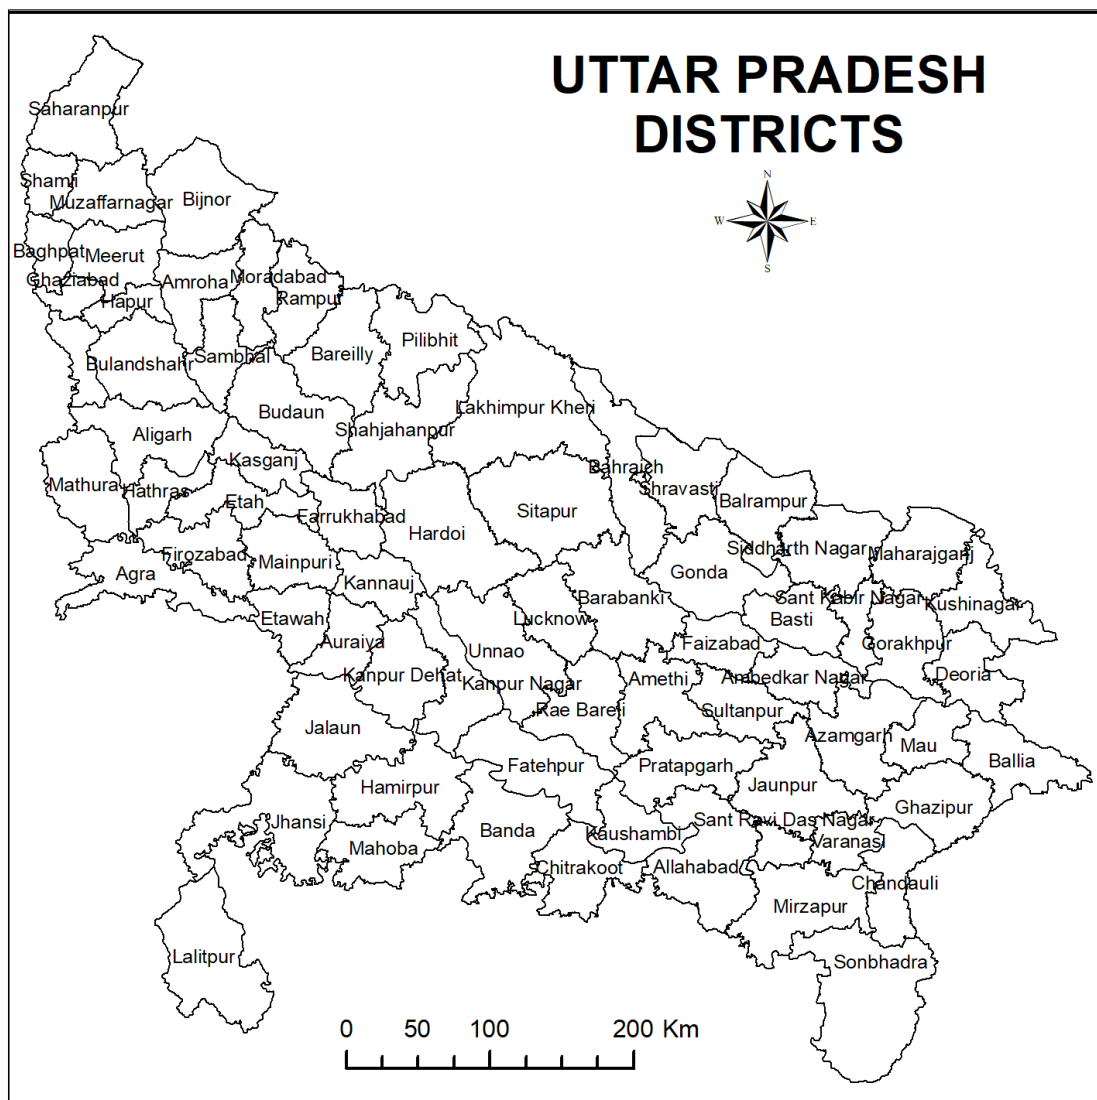 UTTAR PRADESH
DISTRICTS
N
W
E
S
Saharanpur
Shamli
Muzaffarnagar
Bijnor
Baghpat
Meerut
Ghaziabad
Hapur
Amroha
Moradabad
Rampur
Bulandshahr
Sambhal
Bareilly
Pilibhit
Budaun
Lakhimpur Kheri
Shahjahanpur
Aligarh
Kasganj
Mathura
Hathras
Etah
Farrukhabad
Hardoi
Sitapur
Bahraich
Shravasti
Balrampur
Agra
Firozabad
Mainpuri
Kannauj
Gonda
Siddharth Nagar
Maharajganj
Etawah
Auraiya
Lucknow
Barabanki
Sant Kabir Nagar
Basti
Kushinagar
Unnao
Faizabad
Gorakhpur
Kanpur Dehat
Kanpur Nagar
Amethi
Ambedkar Nagar
Deoria
Rae Bareli
Sultanpur
Jalaun
Azamgarh
Mau
Ballia
Fatehpur
Pratapgarh
Jaunpur
Hamirpur
Ghazipur
Jhansi
Mahoba
Banda
Kaushambi
Sant Ravi Das Nagar
Varanasi
Chitrakoot
Allahabad
Chandauli
Mirzapur
Lalitpur
Sonbhadra
0 50 100 200 Km